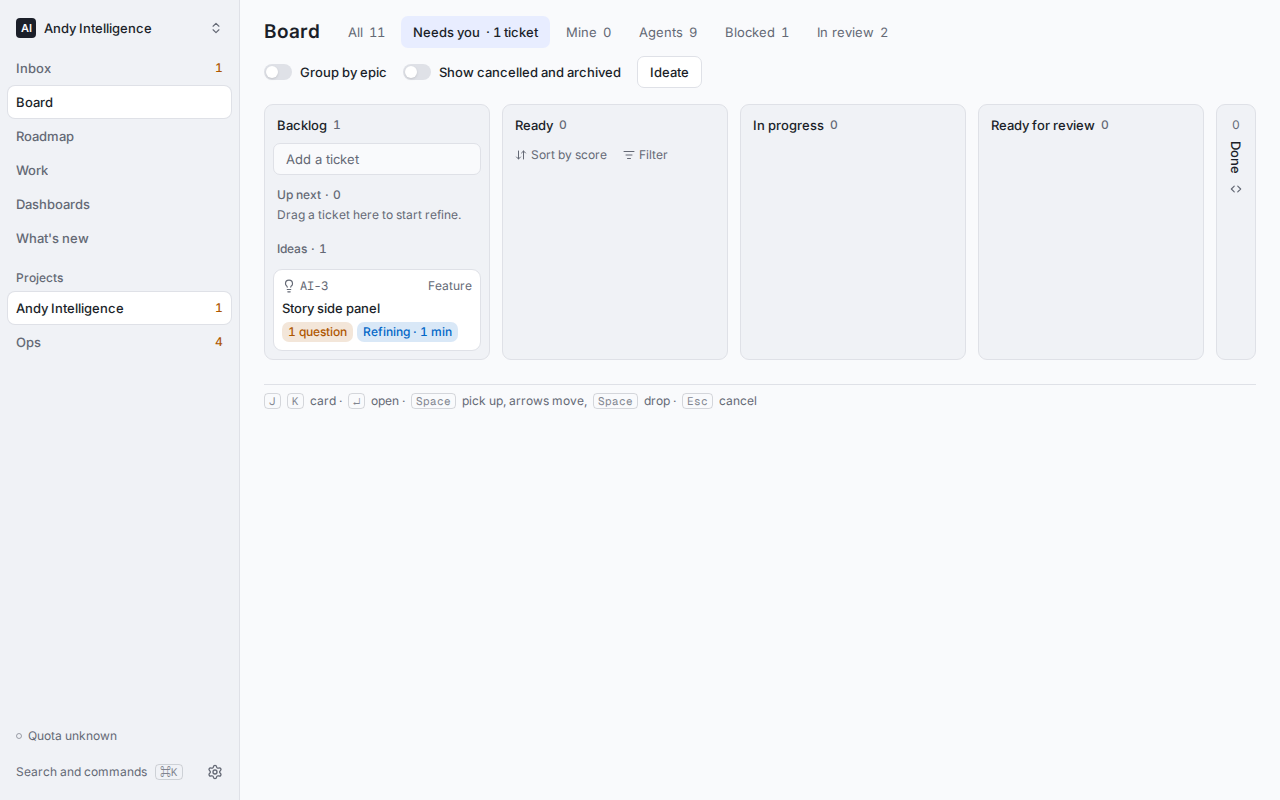 AI Andy Intelligence
Inbox 1
Board
Roadmap
Work
Dashboards
What's new
Projects
Andy Intelligence 1
Ops 4
Quota unknown
Search and commands ⌘K
Board All 11 Needs you · 1 ticket Mine 0 Agents 9 Blocked 1 In review 2
Group by epic Show cancelled and archived Ideate
Backlog 1
Add a ticket
Up next · 0
Drag a ticket here to start refine.
Ideas · 1
AI-3 Feature
Story side panel
1 question Refining · 1 min
Ready 0
Sort by score Filter
In progress 0
Ready for review 0
0
Done
J K card · ↵ open · Space pick up, arrows move, Space drop · Esc cancel